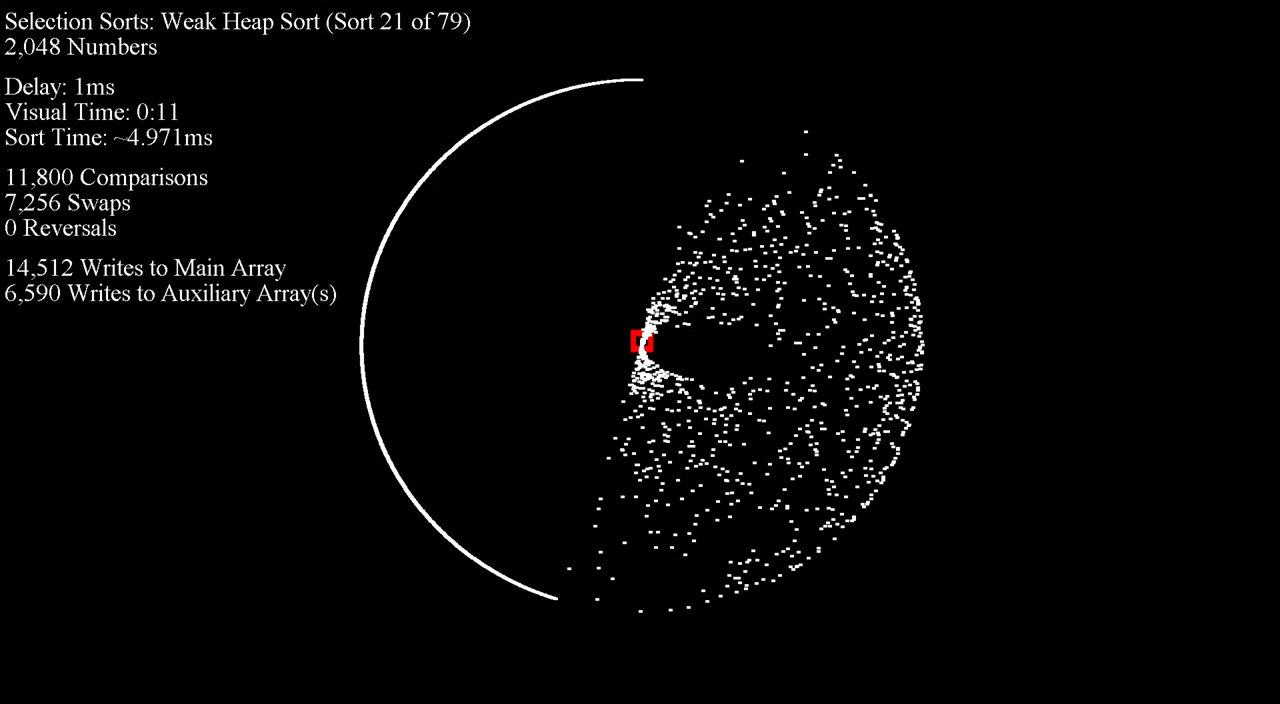 Selection Sorts: Weak Heap Sort (Sort 21 of 79)
2,048 Numbers
Delay: 1ms
Visual Time: 0:11
Sort Time: ~4.971ms
11,800 Comparisons
7,256 Swaps
0 Reversals
14,512 Writes to Main Array
6,590 Writes to Auxiliary Array(s)